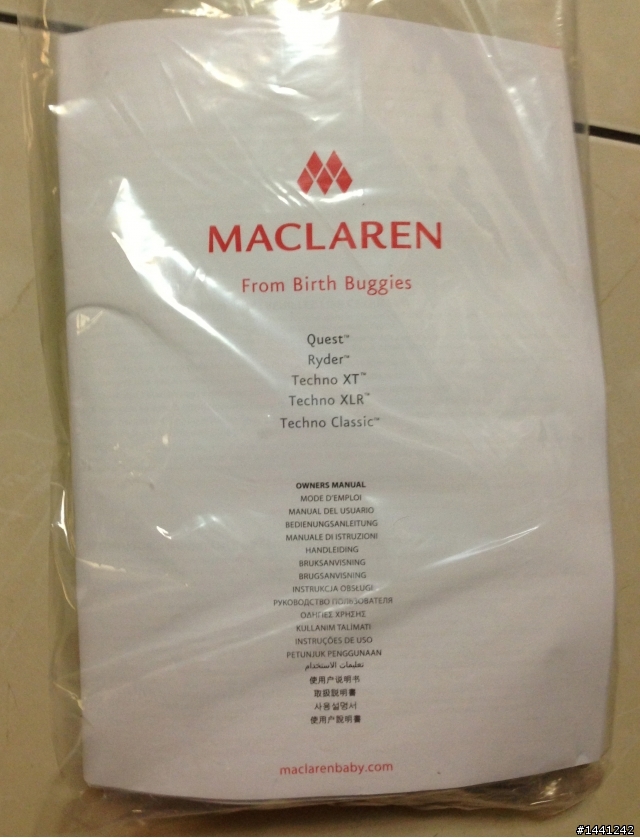 MACLAREN
From Birth Buggies
Quest™
Ryder™
Techno XT™
Techno XLR™
Techno Classic™
OWNERS MANUAL
MODE D'EMPLOI
MANUAL DEL USUARIO
BEDIENUNGSANLEITUNG
MANUALE DI ISTRUZIONI
HANDLEIDING
BRUKSANVISNING
BRUGSANVISNING
INSTRUKCJA OBSŁUGI
РУКОВОДСТВО ПОЛЬЗОВАТЕЛЯ
ΟΔΗΓΙΕΣ ΧΡΗΣΗΣ
KULLANIM TALIMATI
INSTRUÇÕES DE USO
PETUNJUK PENGGUNAAN
تعليمات الاستخدام
使用户说明书
取扱説明書
사용설명서
使用戶說明書
maclarenbaby.com
#1441242